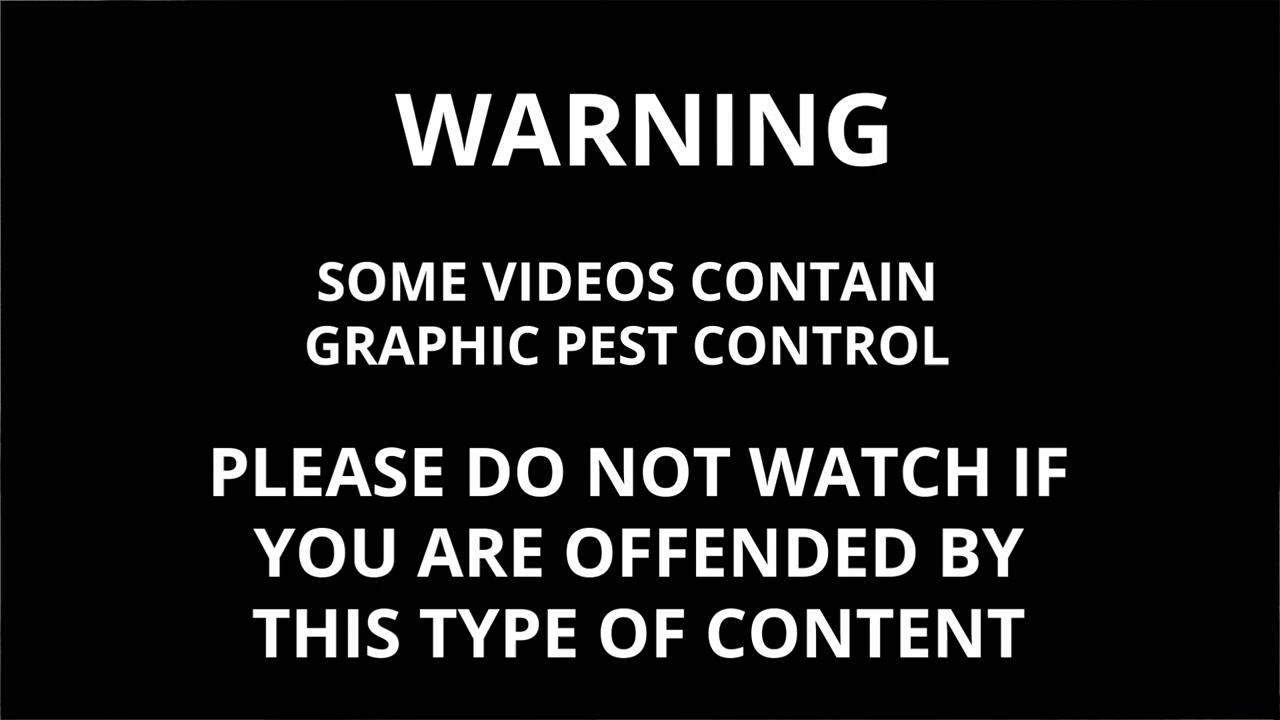 WARNING
SOME VIDEOS CONTAIN
GRAPHIC PEST CONTROL
PLEASE DO NOT WATCH IF
YOU ARE OFFENDED BY
THIS TYPE OF CONTENT